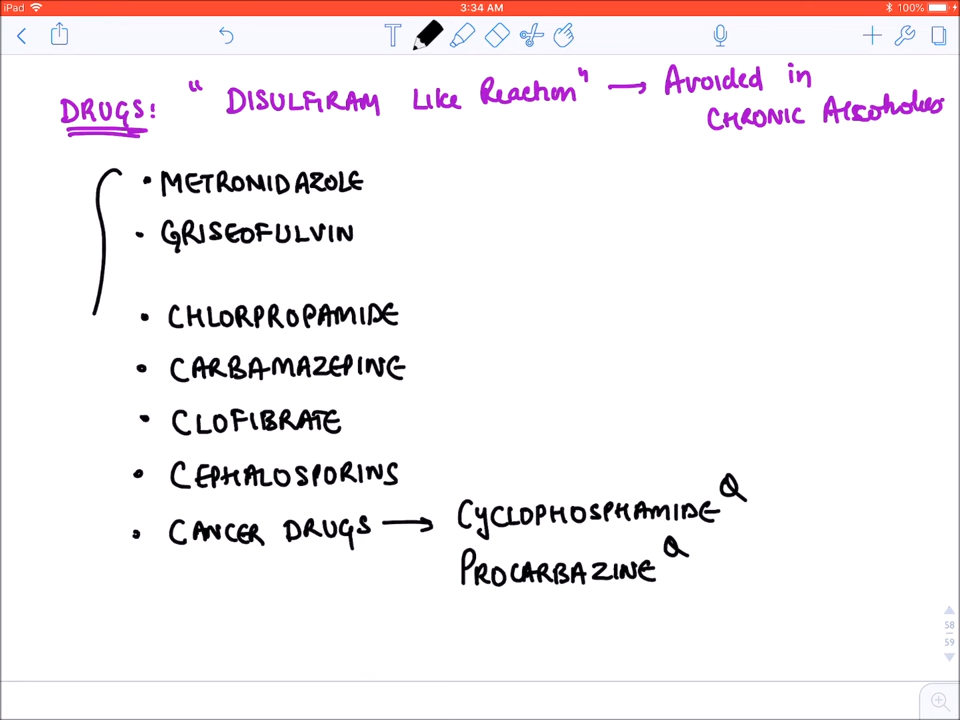 iPad 3:34 AM 100%
DRUGS: "DISULFIRAM Like Reaction" → Avoided in
CHRONIC Alcoholics
• METRONIDAZOLE
• GRISEOFULVIN
• CHLORPROPAMIDE
• CARBAMAZEPINE
• CLOFIBRATE
• CEPHALOSPORINS
• CANCER DRUGS → CYCLOPHOSPHAMIDE Q
PROCARBAZINE Q
58
59